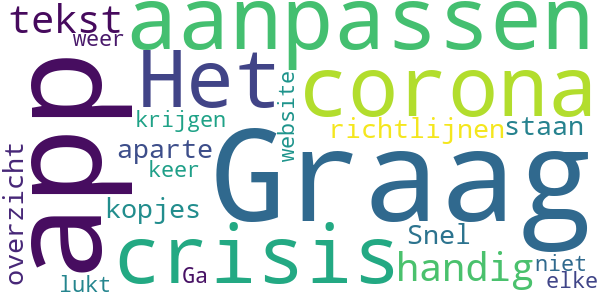 tekst
weer
aanpassen
Het
app
corona
krijgen
website
richtlijnen
staan
aparte
keer
Graag
overzicht
kopjes
crisis
Snel
handig
niet
lukt
Ga
elke